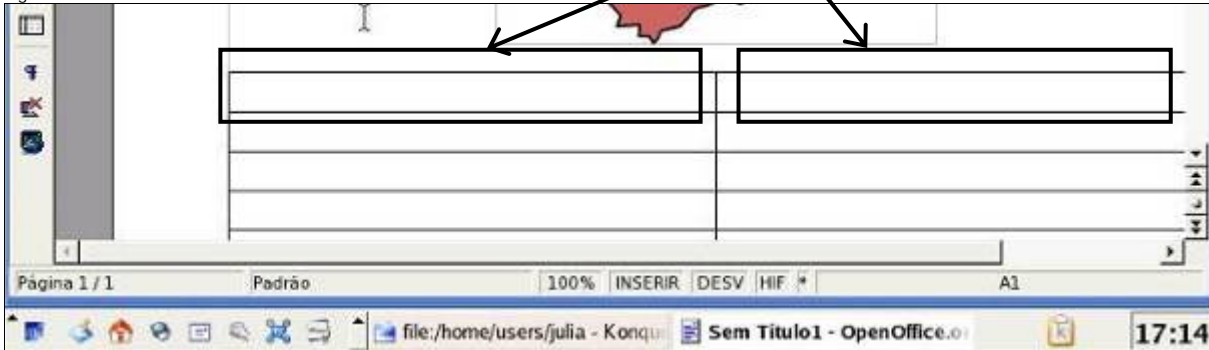 Página 1 / 1 Padrão 100% INSERIR DESV HIF * A1
file:/home/users/julia - Konqu Sem Titulo1 - OpenOffice.o 17:14